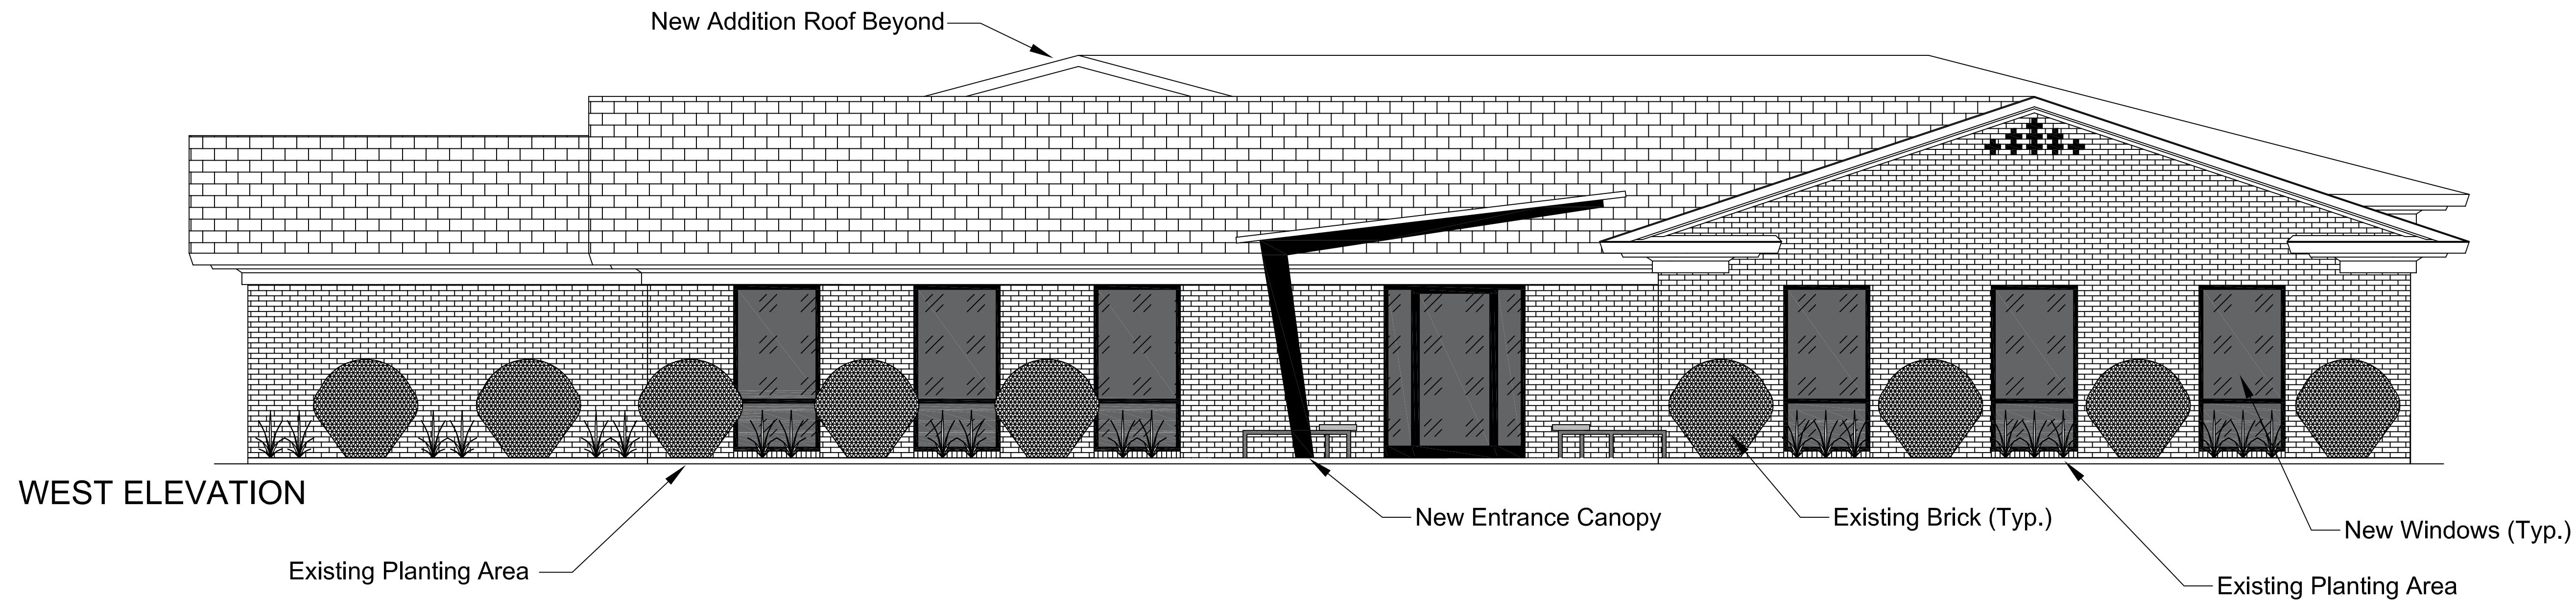 New Addition Roof Beyond
WEST ELEVATION
New Entrance Canopy
Existing Brick (Typ.)
New Windows (Typ.)
Existing Planting Area
Existing Planting Area